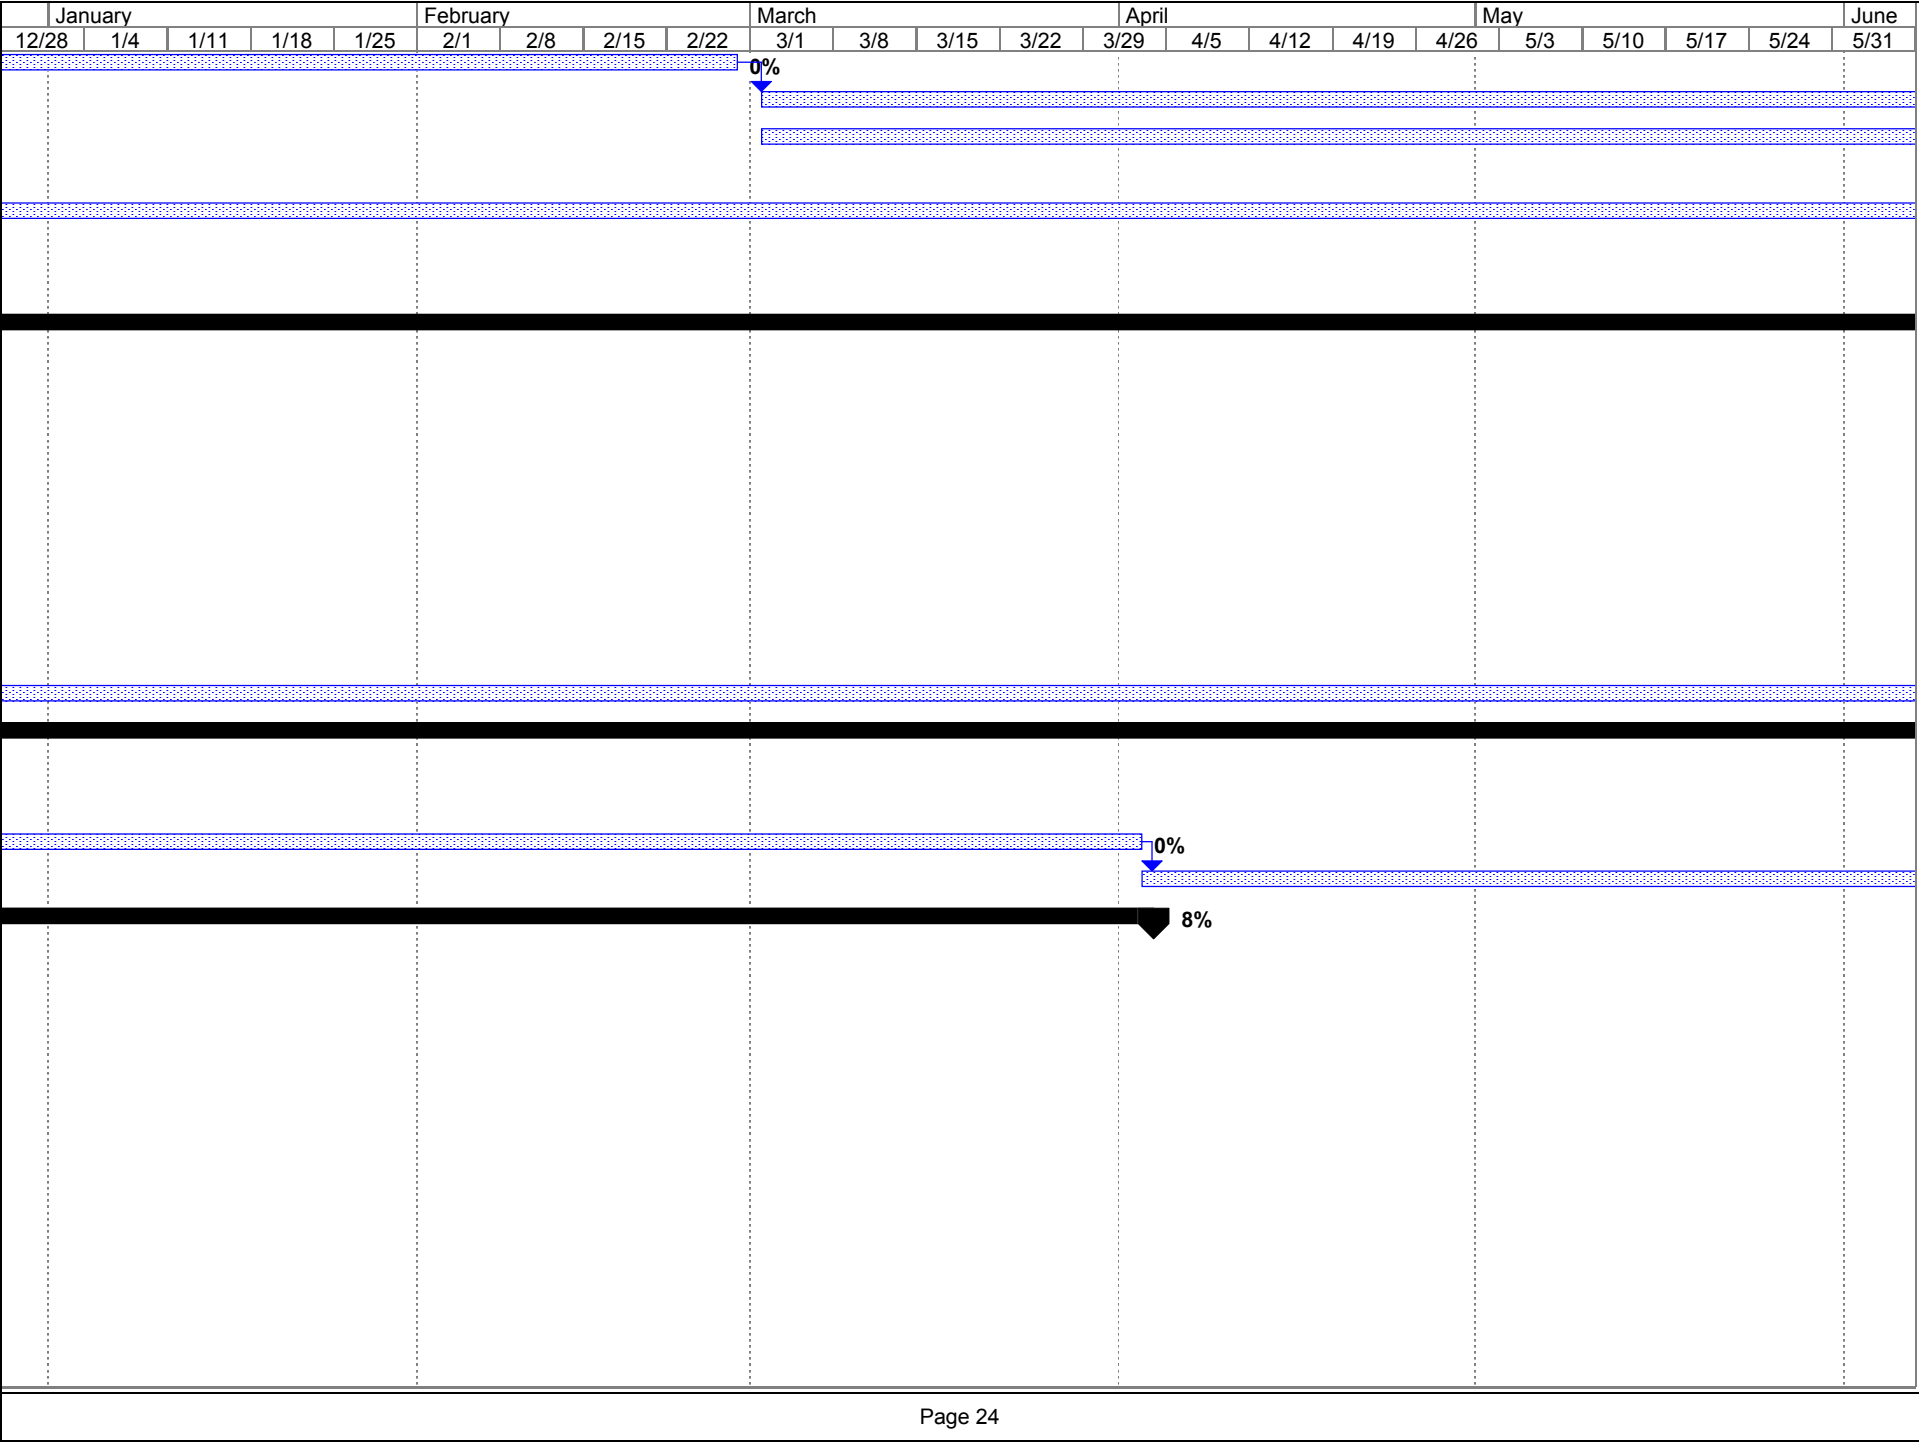 January February March April May June
12/28 1/4 1/11 1/18 1/25 2/1 2/8 2/15 2/22 3/1 3/8 3/15 3/22 3/29 4/5 4/12 4/19 4/26 5/3 5/10 5/17 5/24 5/31
0%
0%
8%
Page 24